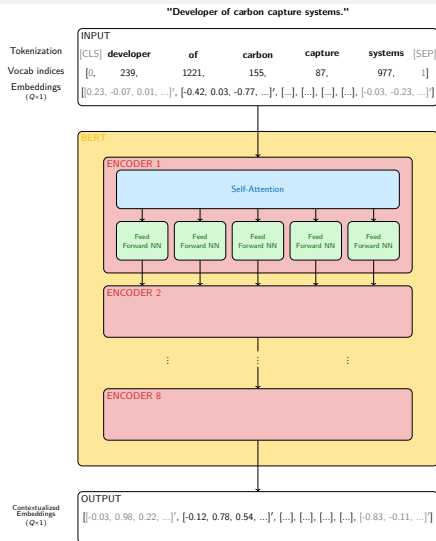 "Developer of carbon capture systems."
INPUT
Tokenization [CLS] developer of carbon capture systems [SEP]
Vocab indices [0, 239, 1221, 155, 87, 977, 1]
Embeddings [[0.23, -0.07, 0.01, ...]′, [-0.42, 0.03, -0.77, ...]′, [...], [...], [...], [...], [-0.03, -0.23, ...]′]
(Q×1)
BERT
ENCODER 1
Self-Attention
Feed Feed Feed Feed Feed
Forward NN Forward NN Forward NN Forward NN Forward NN
ENCODER 2
⋮ ⋮ ⋮
ENCODER 8
OUTPUT
Contextualized
Embeddings
(Q×1)
[[-0.03, 0.98, 0.22, ...]′, [-0.12, 0.78, 0.54, ...]′, [...], [...], [...], [...], [-0.83, -0.11, ...]′]